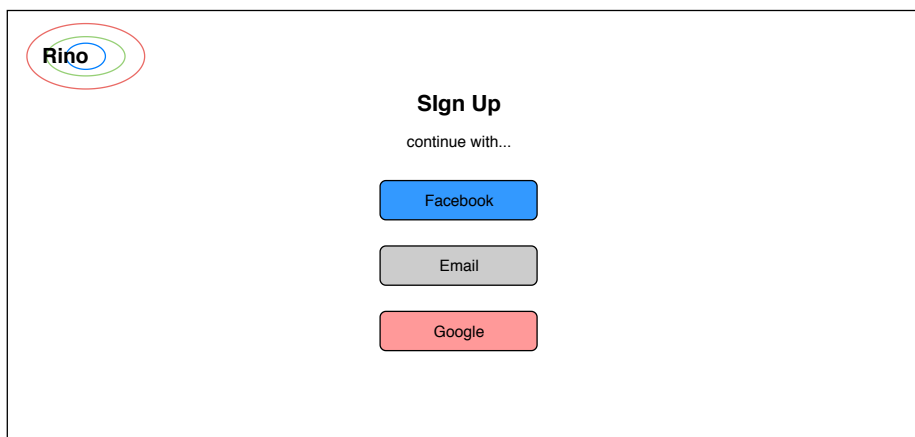 Rino
SIgn Up
continue with...
Facebook
Email
Google